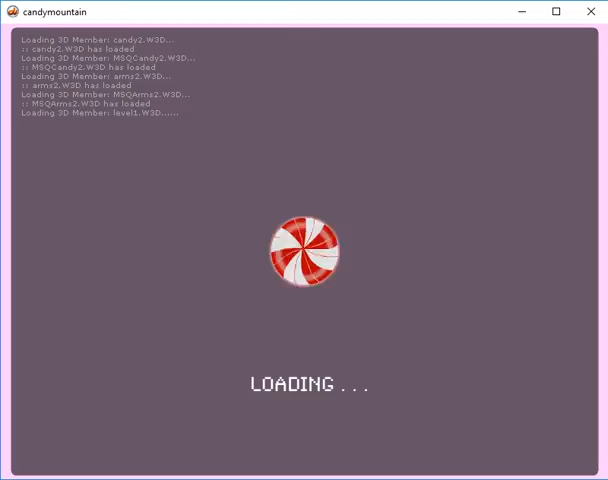 candymountain
Loading 3D Member: candy2.W3D...
:: candy2.W3D has loaded
Loading 3D Member: MSQCandy2.W3D...
:: MSQCandy2.W3D has loaded
Loading 3D Member: arms2.W3D...
:: arms2.W3D has loaded
Loading 3D Member: MSQArms2.W3D...
:: MSQArms2.W3D has loaded
Loading 3D Member: level1.W3D......
LOADING...